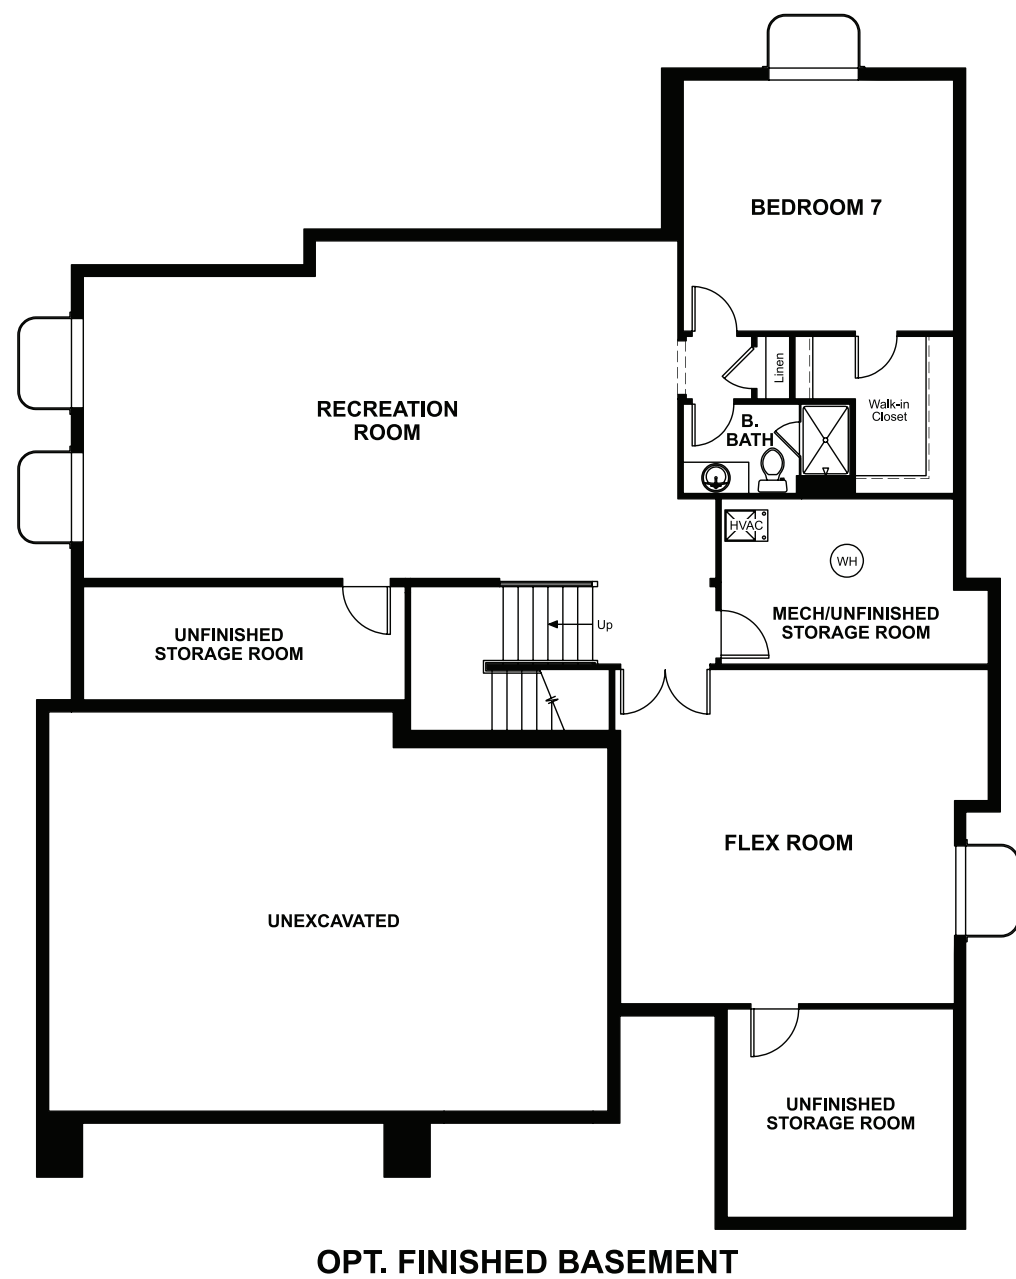 BEDROOM 7
Linen
Walk-in
Closet
RECREATION
ROOM
B.
BATH
HVAC
WH
MECH/UNFINISHED
STORAGE ROOM
Up
UNFINISHED
STORAGE ROOM
FLEX ROOM
UNEXCAVATED
UNFINISHED
STORAGE ROOM
OPT. FINISHED BASEMENT